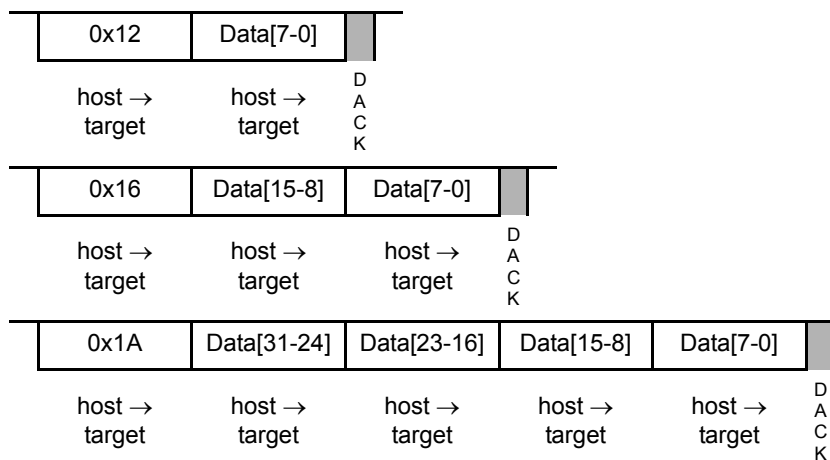 0x12 Data[7-0]
host → host →
target target
D
A
C
K
0x16 Data[15-8] Data[7-0]
host → host → host →
target target target
D
A
C
K
0x1A Data[31-24] Data[23-16] Data[15-8] Data[7-0]
host → host → host → host → host →
target target target target target
D
A
C
K